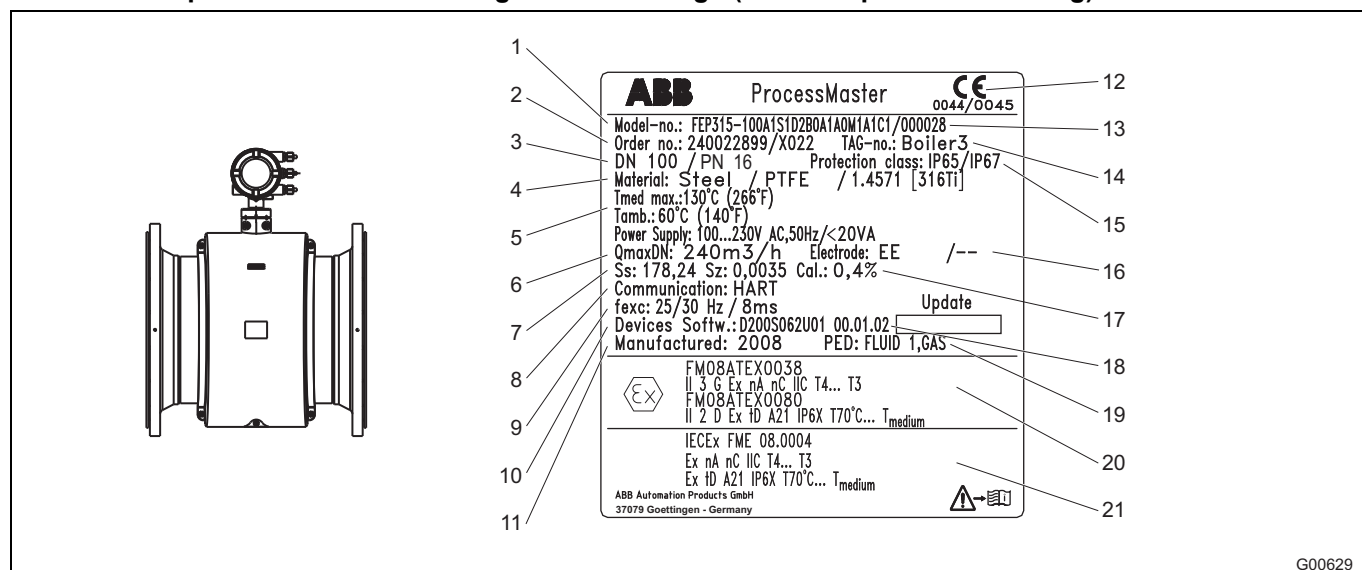 1
2
3
4
5
6
7
8
9
10
11
ABB ProcessMaster CE
0044/0045
Model-no.: FEP315-100A1S1D2B0A1A0M1A1C1/000028
Order no.: 240022899/X022 TAG-no.: Boiler3
DN 100 / PN 16 Protection class: IP65/IP67
Material: Steel / PTFE / 1.4571 [316Ti]
Tmed max.:130°C (266°F)
Tamb.: 60°C (140°F)
Power Supply: 100...230V AC,50Hz/<20VA
QmaxDN: 240m3/h Electrode: EE /--
Ss: 178,24 Sz: 0,0035 Cal.: 0,4%
Communication: HART
fexc: 25/30 Hz / 8ms Update
Devices Softw.: D200S062U01 00.01.02
Manufactured: 2008 PED: FLUID 1,GAS
FM08ATEX0038
II 3 G Ex nA nC IIC T4... T3
FM08ATEX0080
II 2 D Ex tD A21 IP6X T70°C... Tmedium
Ex
IECEx FME 08.0004
Ex nA nC IIC T4... T3
Ex tD A21 IP6X T70°C... Tmedium
ABB Automation Products GmbH
37079 Goettingen - Germany
12
13
14
15
16
17
18
19
20
21
G00629